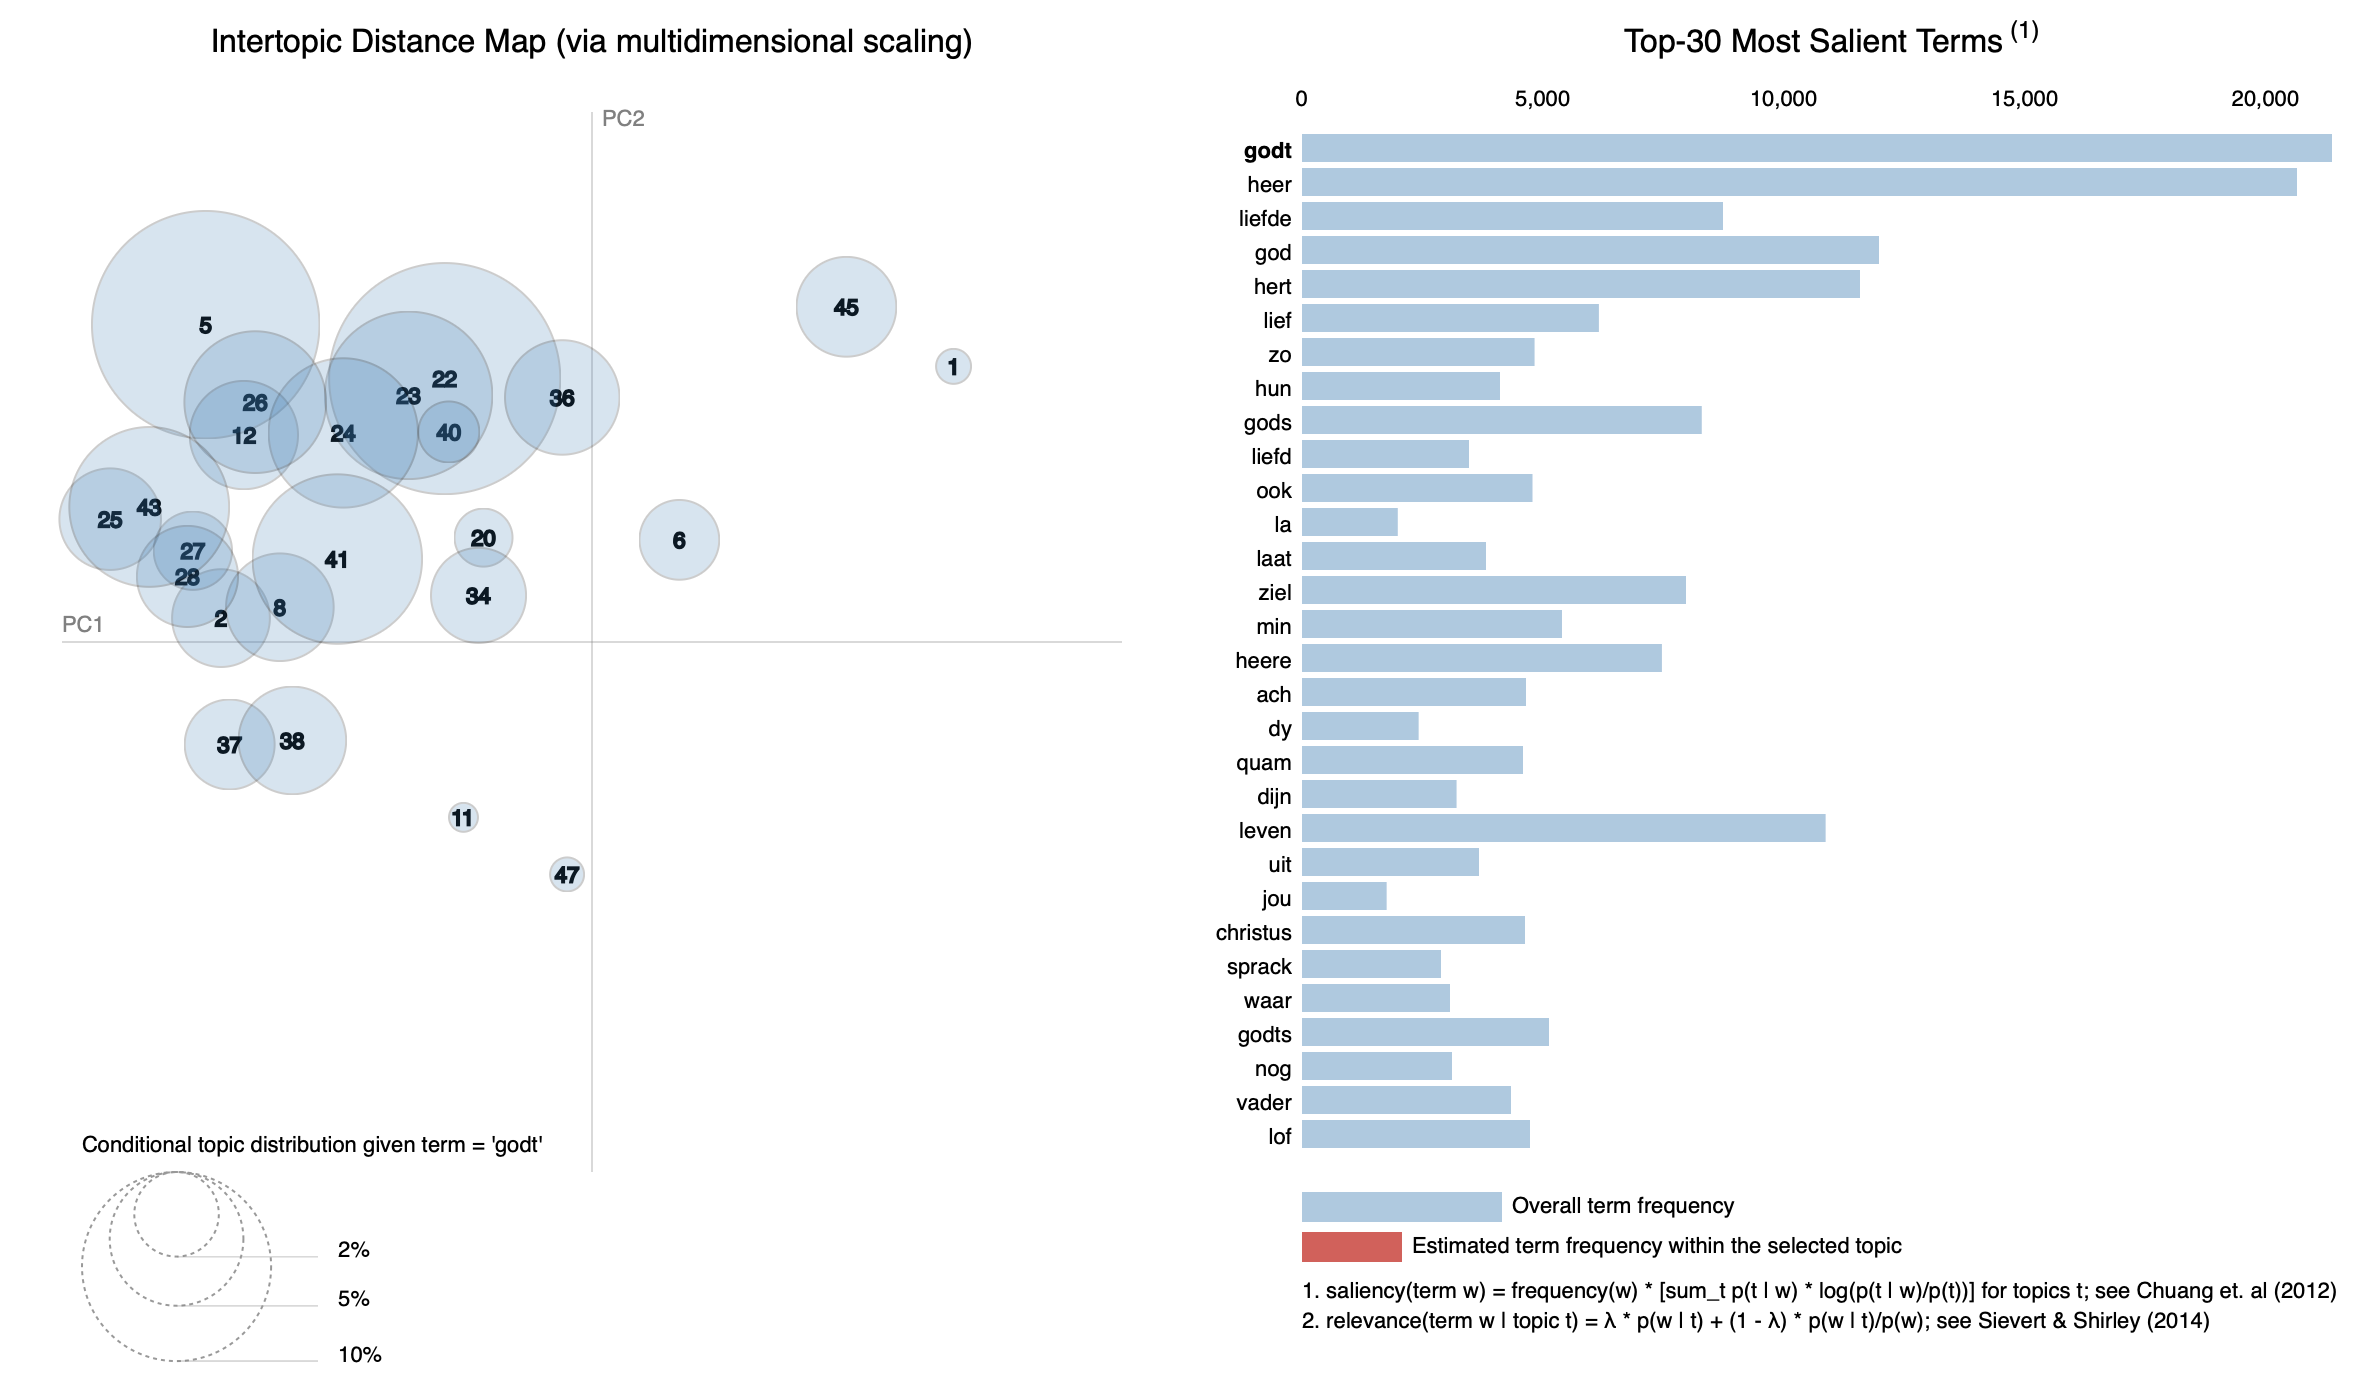 Intertopic Distance Map (via multidimensional scaling)
PC2
PC1
5
22
23
26
12
24
40
36
45
1
43
25
27
28
41
20
6
34
2
8
37
38
11
47
Conditional topic distribution given term = 'godt'
2%
5%
10%
Top-30 Most Salient Terms (1)
0 5,000 10,000 15,000 20,000
godt
heer
liefde
god
hert
lief
zo
hun
gods
liefd
ook
la
laat
ziel
min
heere
ach
dy
quam
dijn
leven
uit
jou
christus
sprack
waar
godts
nog
vader
lof
Overall term frequency
Estimated term frequency within the selected topic
1. saliency(term w) = frequency(w) * [sum_t p(t | w) * log(p(t | w)/p(t))] for topics t; see Chuang et. al (2012)
2. relevance(term w | topic t) = λ * p(w | t) + (1 - λ) * p(w | t)/p(w); see Sievert & Shirley (2014)